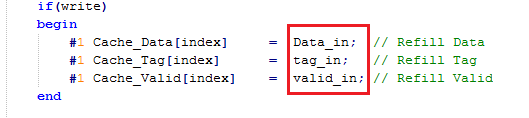 if(write)
begin
#1 Cache_Data[index] = Data_in; // Refill Data
#1 Cache_Tag[index] = tag_in; // Refill Tag
#1 Cache_Valid[index] = valid_in; // Refill Valid
end